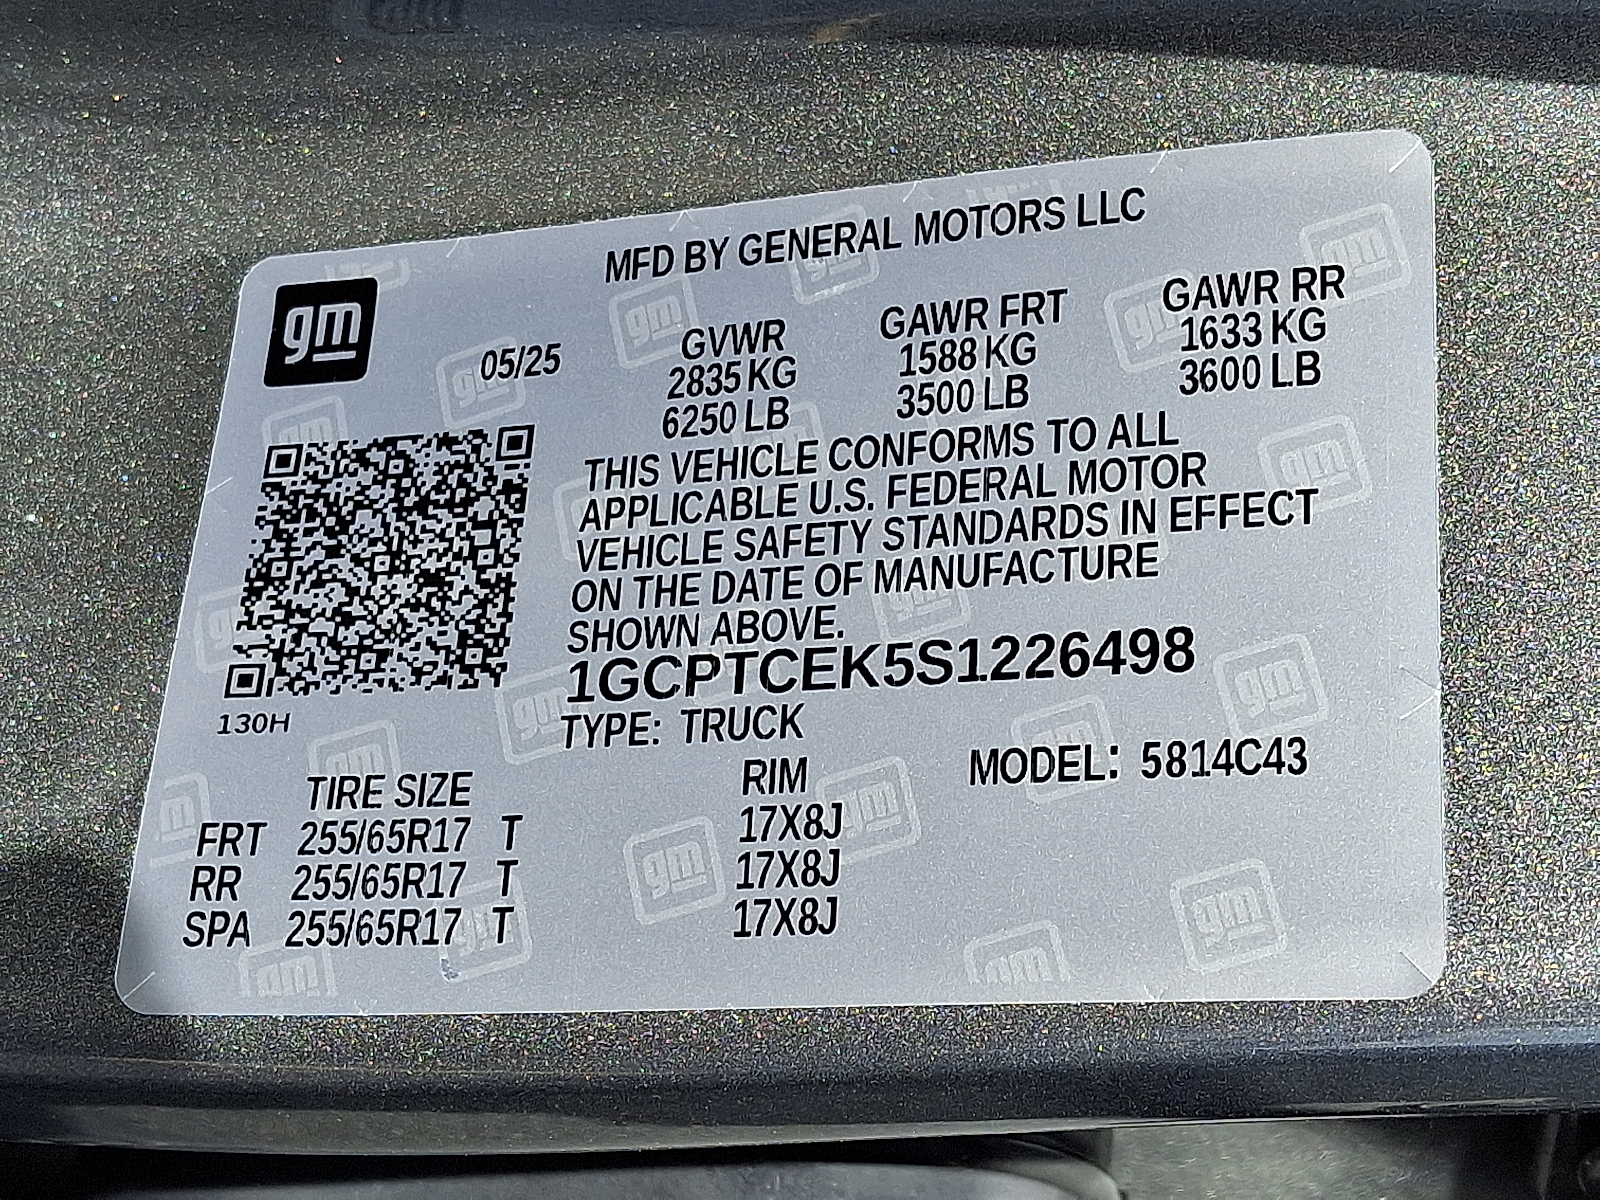 MFD BY GENERAL MOTORS LLC
gm
05/25
GVWR GAWR FRT GAWR RR
2835 KG 1588 KG 1633 KG
6250 LB 3500 LB 3600 LB
THIS VEHICLE CONFORMS TO ALL
APPLICABLE U.S. FEDERAL MOTOR
VEHICLE SAFETY STANDARDS IN EFFECT
ON THE DATE OF MANUFACTURE
SHOWN ABOVE.
1GCPTCEK5S1226498
130H
TYPE: TRUCK
TIRE SIZE RIM MODEL: 5814C43
FRT 255/65R17 T 17X8J
RR 255/65R17 T 17X8J
SPA 255/65R17 T 17X8J